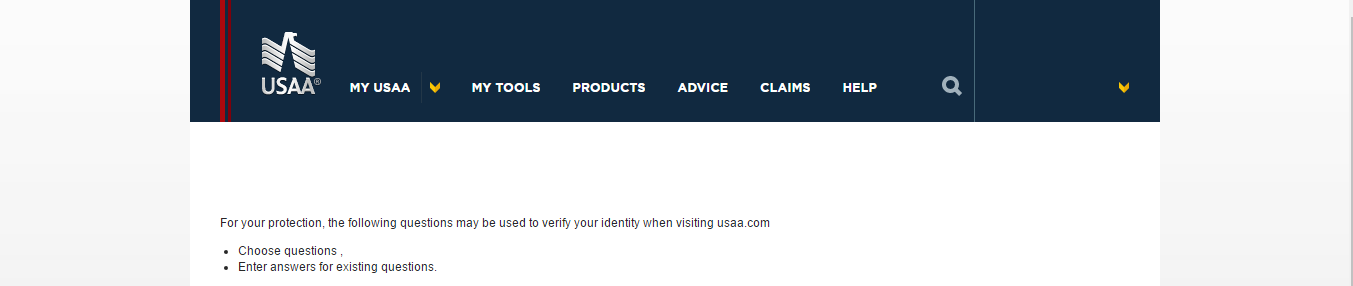 USAA®
MY USAA MY TOOLS PRODUCTS ADVICE CLAIMS HELP
For your protection, the following questions may be used to verify your identity when visiting usaa.com
• Choose questions ,
• Enter answers for existing questions.